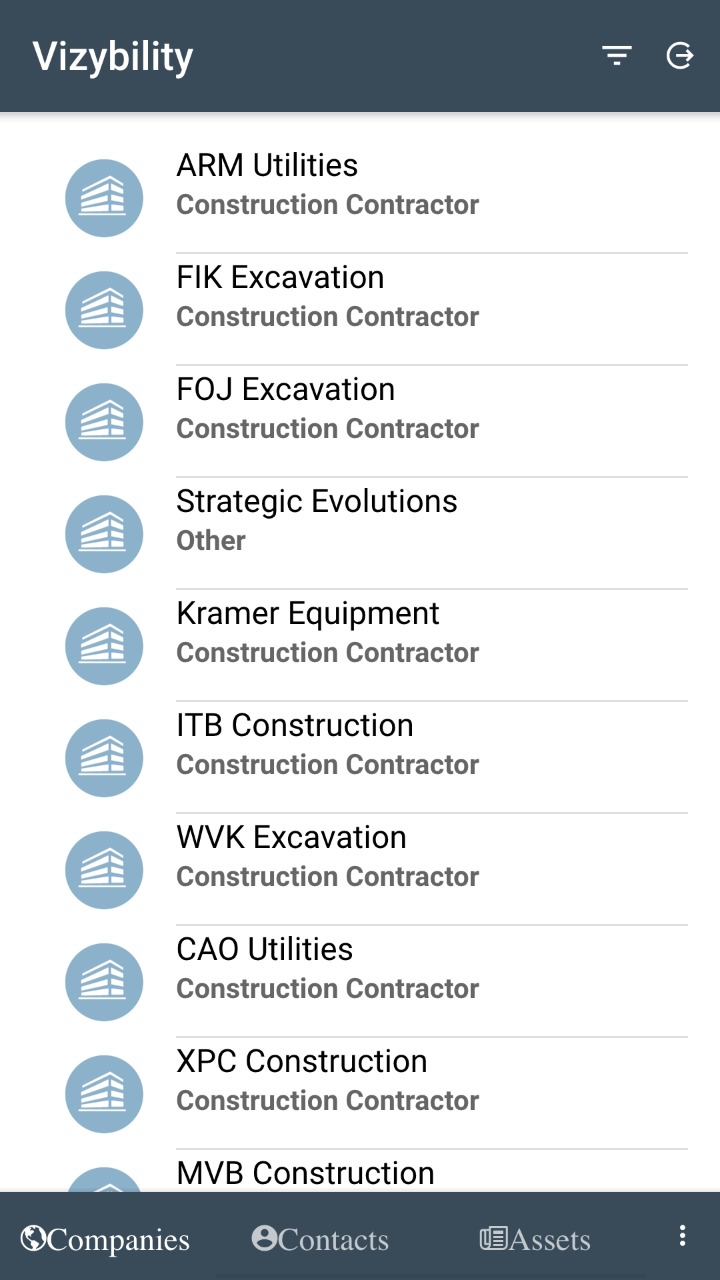 Vizybility
ARM Utilities
Construction Contractor
FIK Excavation
Construction Contractor
FOJ Excavation
Construction Contractor
Strategic Evolutions
Other
Kramer Equipment
Construction Contractor
ITB Construction
Construction Contractor
WVK Excavation
Construction Contractor
CAO Utilities
Construction Contractor
XPC Construction
Construction Contractor
MVB Construction
Companies Contacts Assets